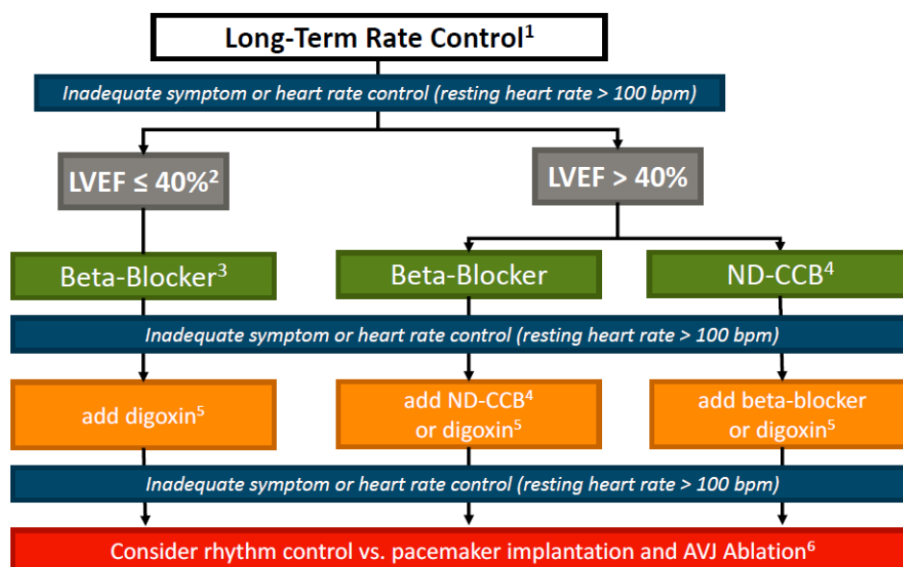 Long-Term Rate Control¹
Inadequate symptom or heart rate control (resting heart rate > 100 bpm)
LVEF ≤ 40%²
LVEF > 40%
Beta-Blocker³
Beta-Blocker
ND-CCB⁴
Inadequate symptom or heart rate control (resting heart rate > 100 bpm)
add digoxin⁵
add ND-CCB⁴
or digoxin⁵
add beta-blocker
or digoxin⁵
Inadequate symptom or heart rate control (resting heart rate > 100 bpm)
Consider rhythm control vs. pacemaker implantation and AVJ Ablation⁶